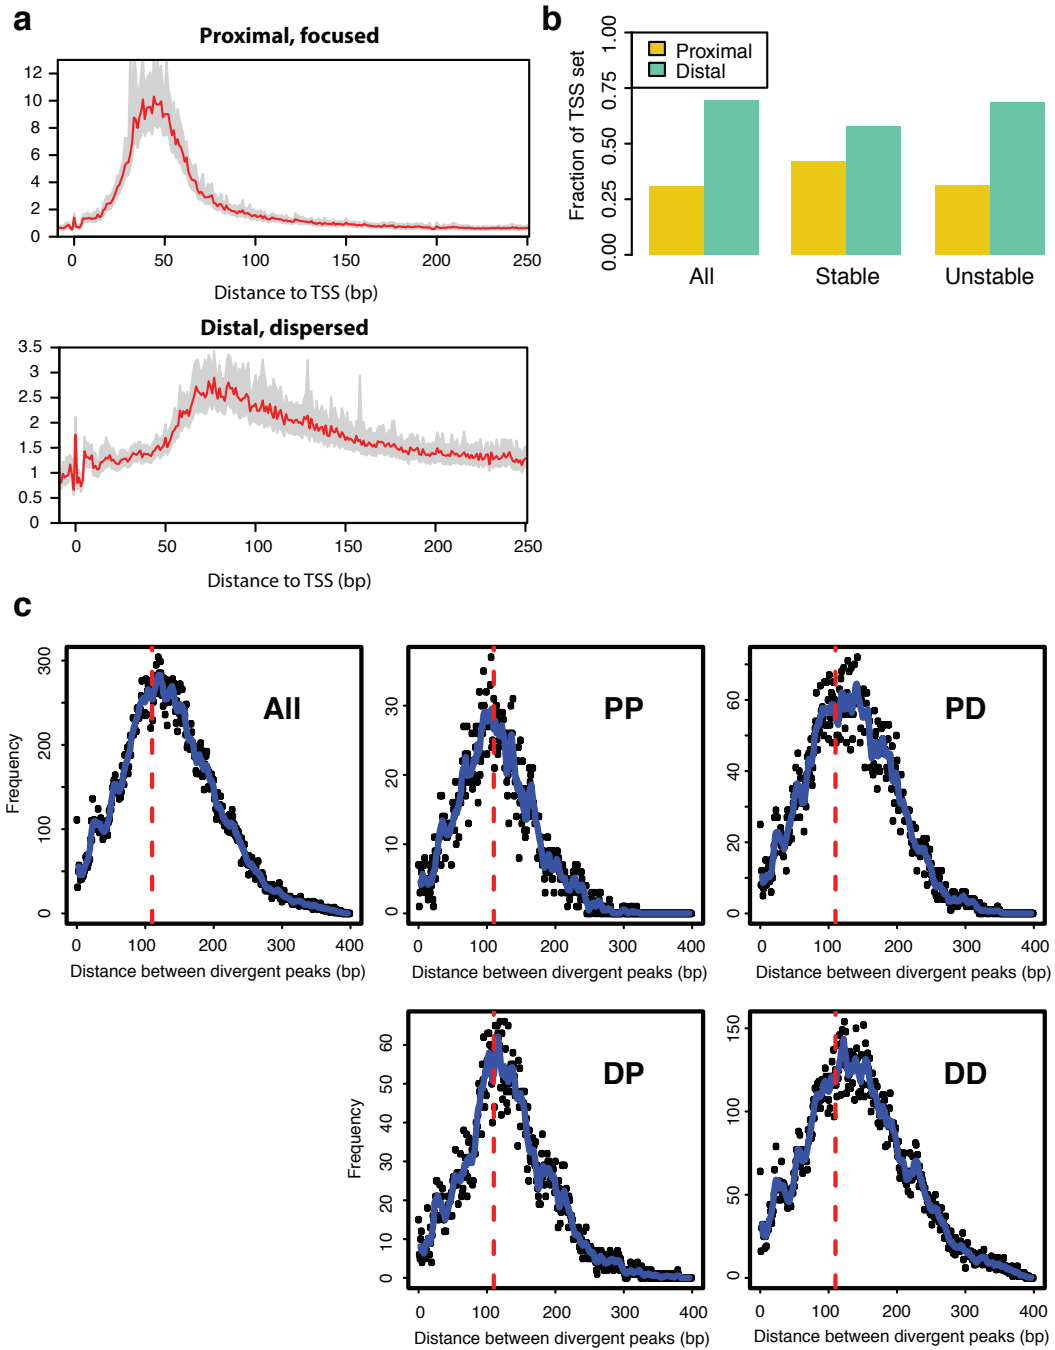 a
Proximal, focused
12
10
8
6
4
2
0
0 50 100 150 200 250
Distance to TSS (bp)
Distal, dispersed
3.5
3
2.5
2
1.5
1
0.5
0
0 50 100 150 200 250
Distance to TSS (bp)
b
Fraction of TSS set
0.00 0.25 0.50 0.75 1.00
Proximal
Distal
All Stable Unstable
c
Frequency
0 100 200 300
All
0 100 200 300 400
Distance between divergent peaks (bp)
0 10 20 30
PP
0 100 200 300 400
Distance between divergent peaks (bp)
0 20 40 60
PD
0 100 200 300 400
Distance between divergent peaks (bp)
Frequency
0 10 20 30 40 50 60
DP
0 100 200 300 400
Distance between divergent peaks (bp)
0 50 100 150
DD
0 100 200 300 400
Distance between divergent peaks (bp)